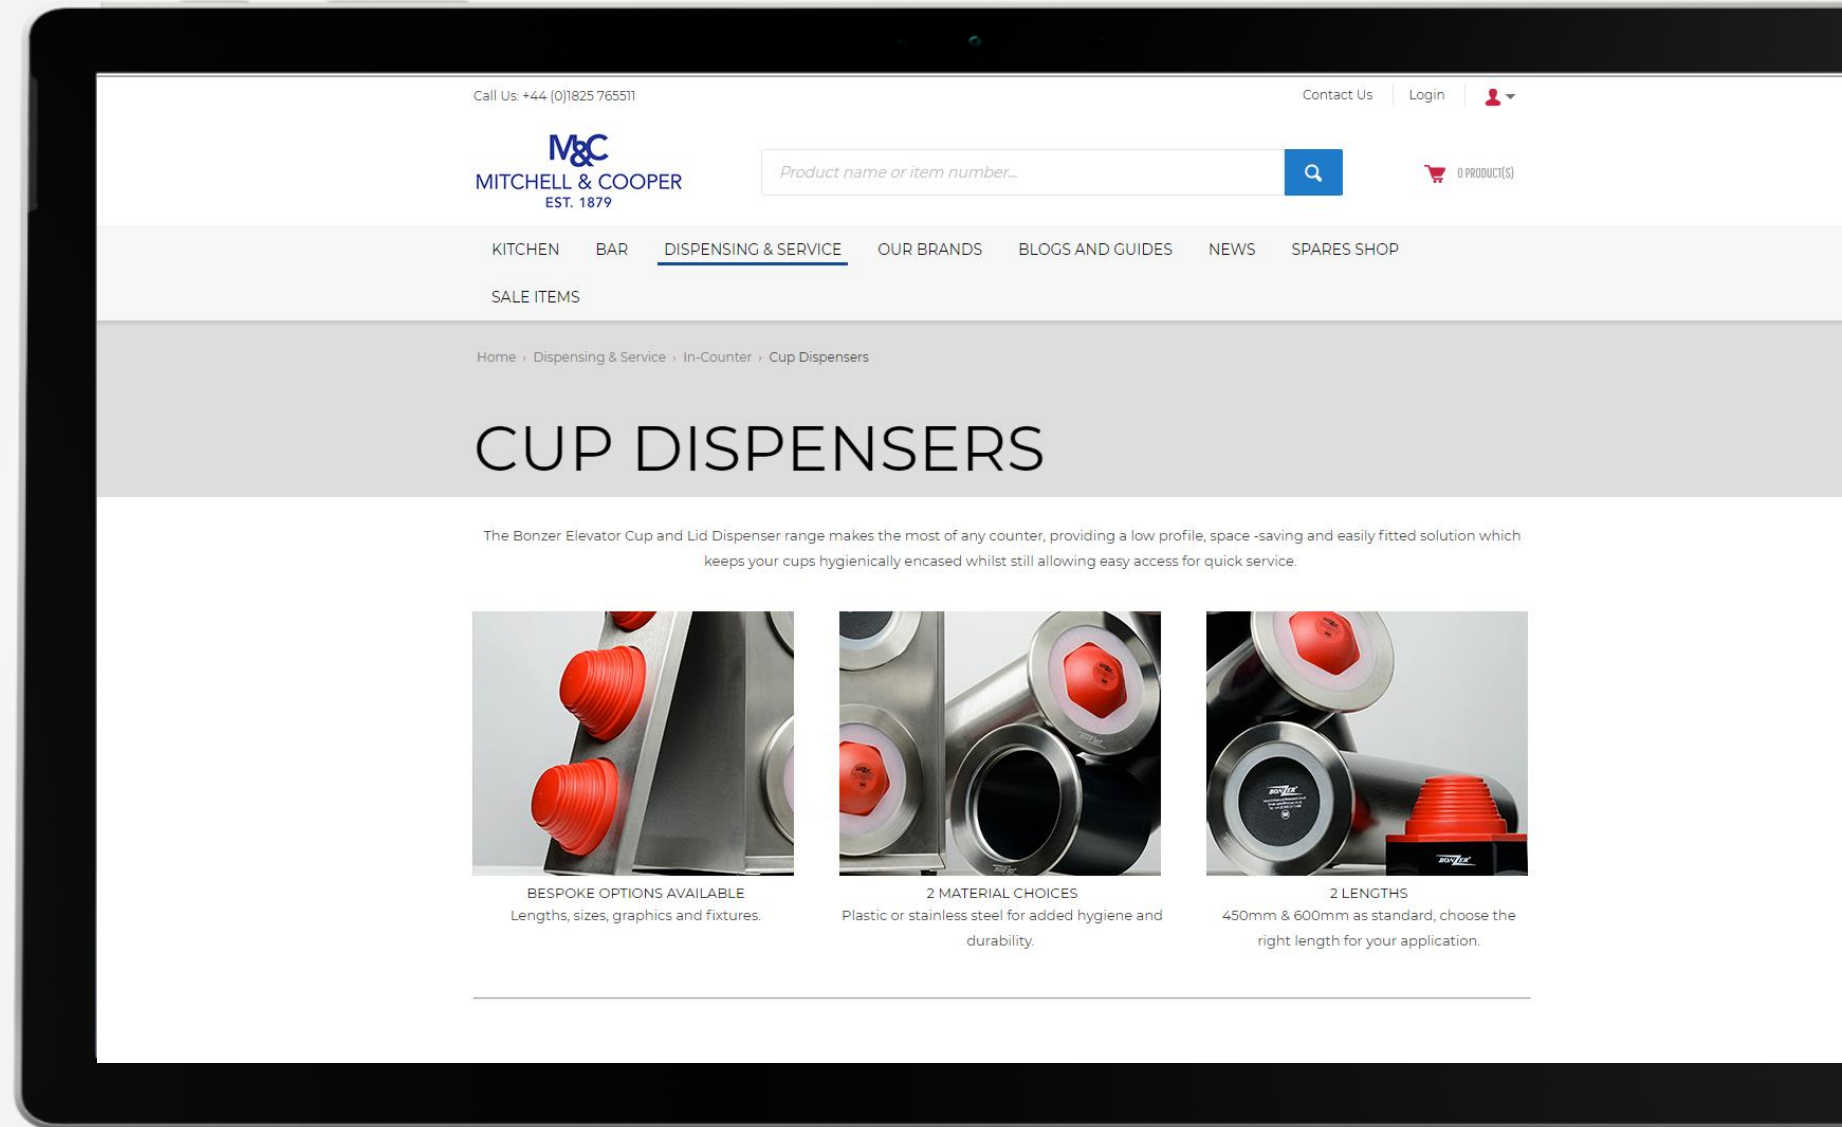 Call Us: +44 (0)1825 765511
Contact Us
Login
M&C
MITCHELL & COOPER
EST. 1879
Product name or item number...
0 PRODUCT(S)
KITCHEN
BAR
DISPENSING & SERVICE
OUR BRANDS
BLOGS AND GUIDES
NEWS
SPARES SHOP
SALE ITEMS
Home › Dispensing & Service › In-Counter › Cup Dispensers
CUP DISPENSERS
The Bonzer Elevator Cup and Lid Dispenser range makes the most of any counter, providing a low profile, space -saving and easily fitted solution which
keeps your cups hygienically encased whilst still allowing easy access for quick service.
BONZER
BONZER
BESPOKE OPTIONS AVAILABLE
Lengths, sizes, graphics and fixtures.
2 MATERIAL CHOICES
Plastic or stainless steel for added hygiene and
durability.
2 LENGTHS
450mm & 600mm as standard, choose the
right length for your application.